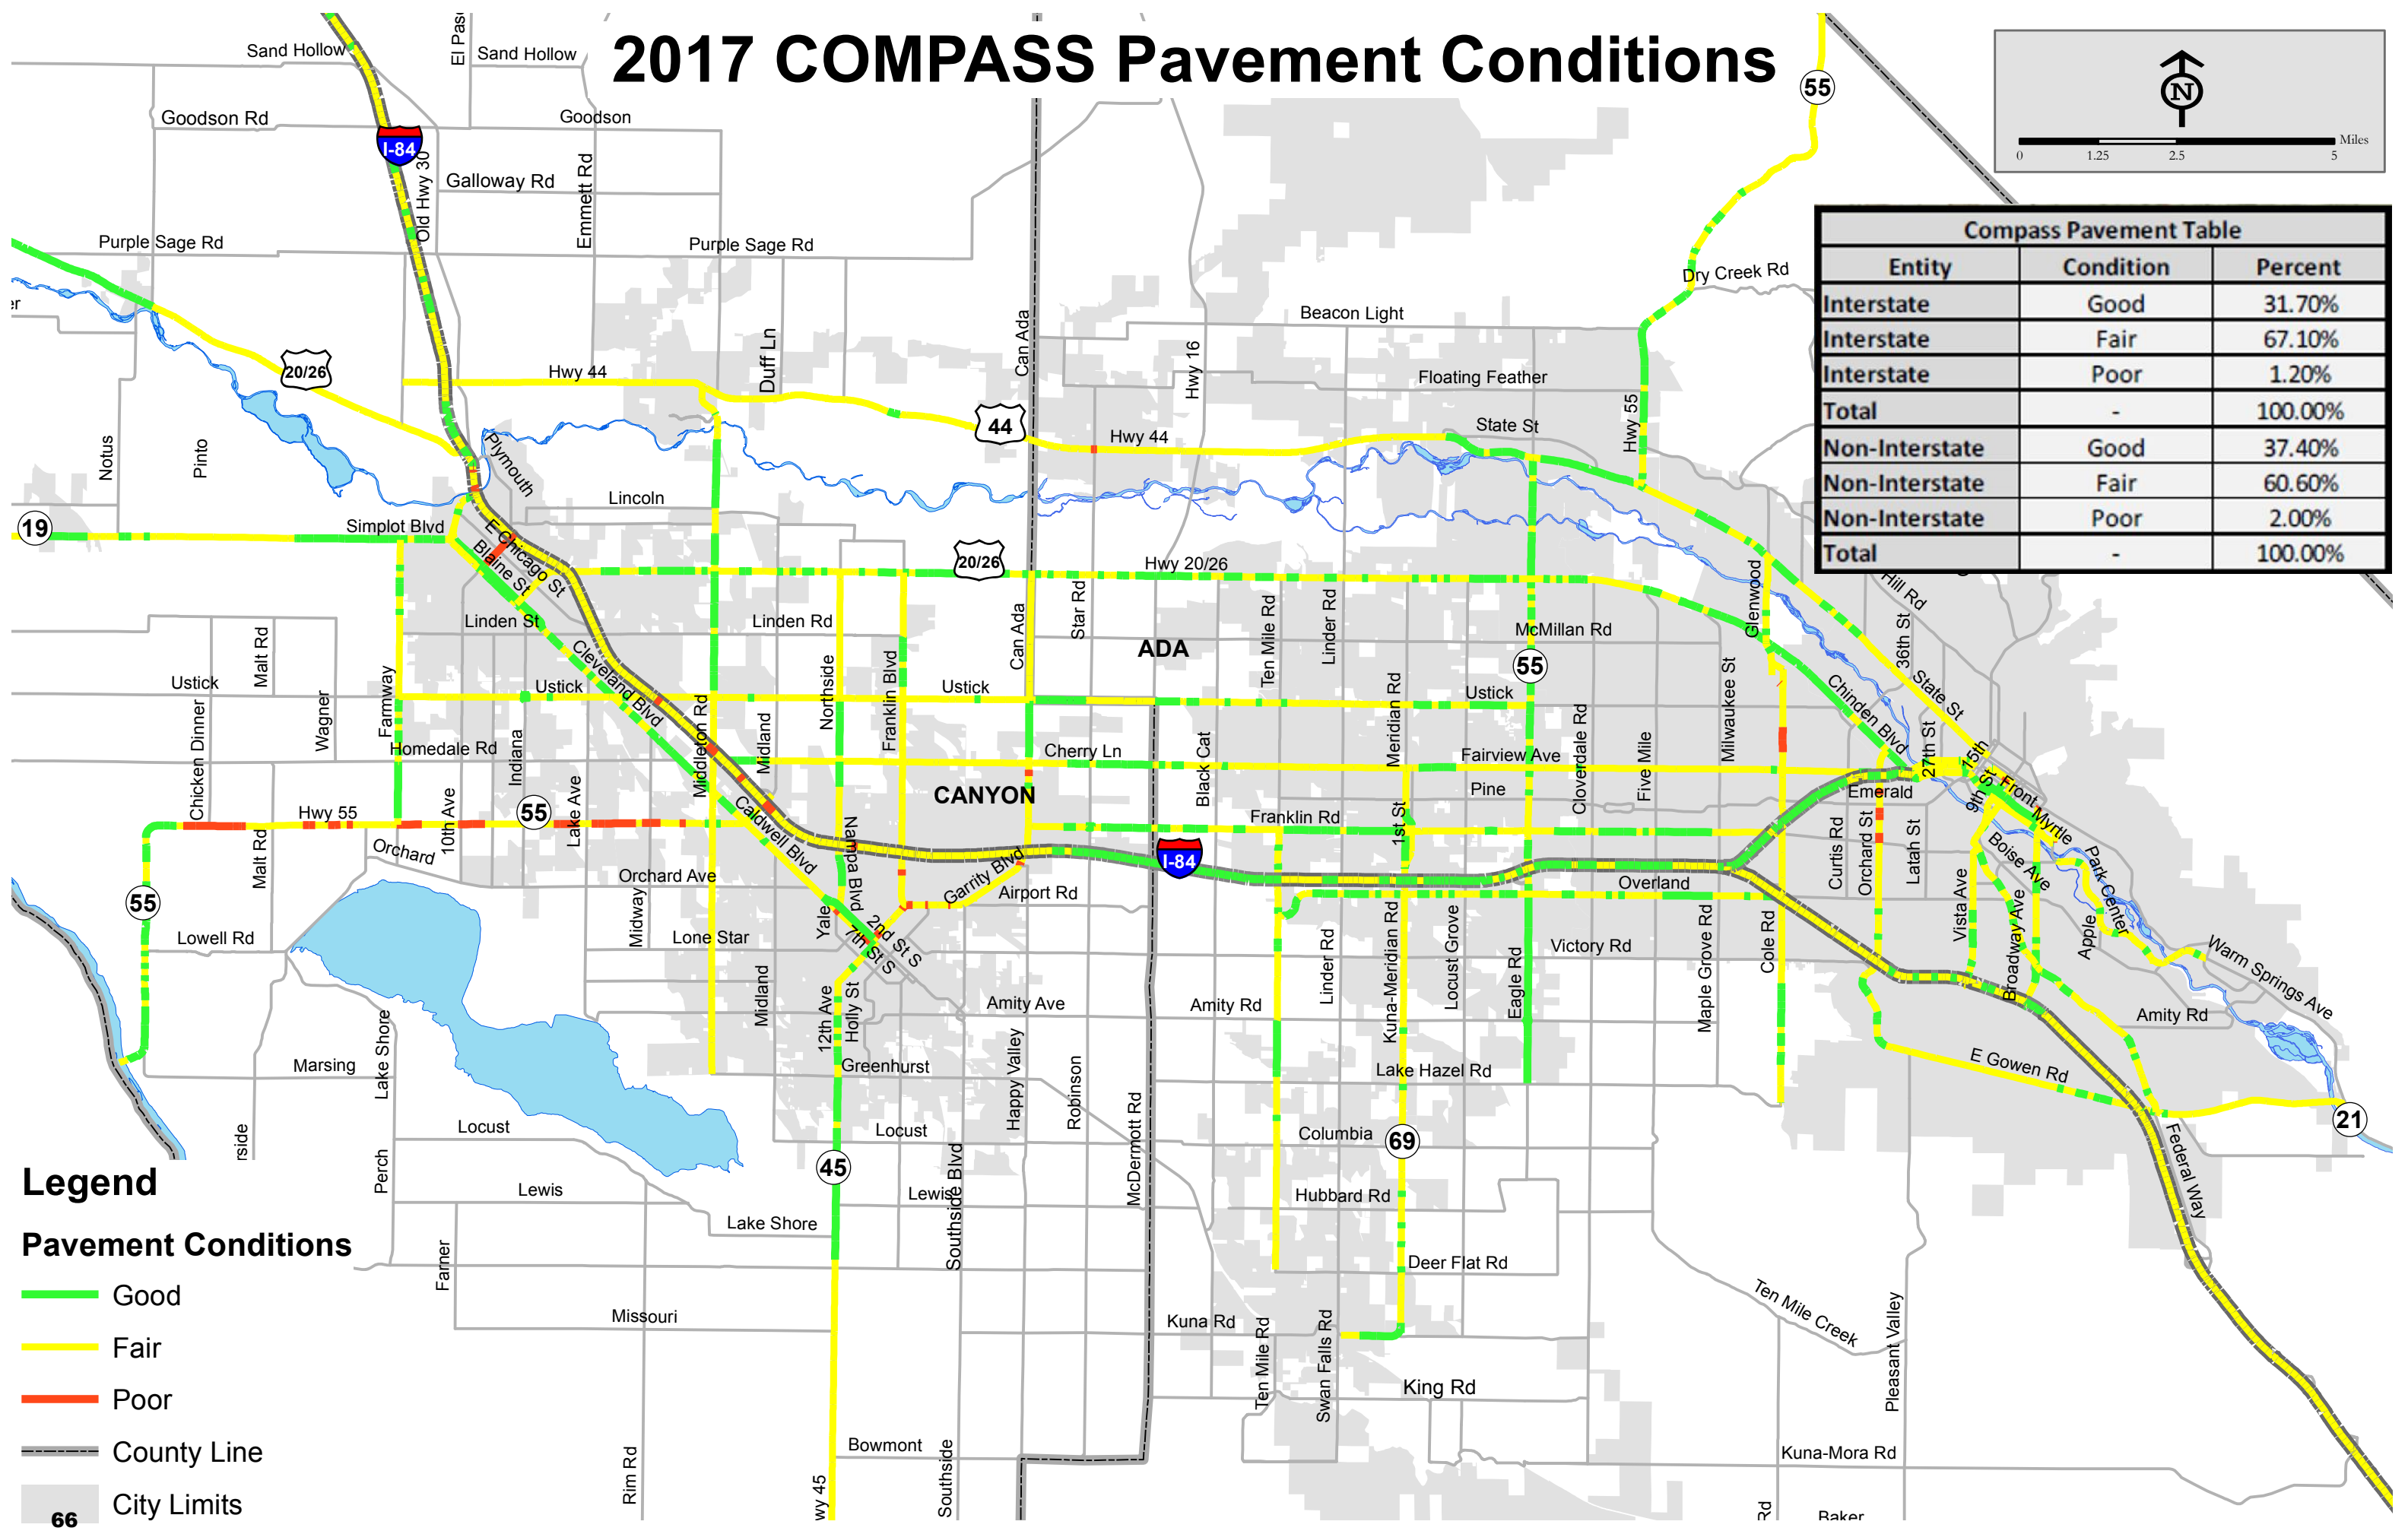 2017 COMPASS Pavement Conditions
N
Miles
0 1.25 2.5 5
Compass Pavement Table
Entity Condition Percent
Interstate Good 31.70%
Interstate Fair 67.10%
Interstate Poor 1.20%
Total - 100.00%
Non-Interstate Good 37.40%
Non-Interstate Fair 60.60%
Non-Interstate Poor 2.00%
Total - 100.00%
Sand Hollow
El Pas
Sand Hollow
55
Goodson Rd
Goodson
I-84
Old Hwy 30
Galloway Rd
Emmett Rd
Purple Sage Rd
Purple Sage Rd
Dry Creek Rd
er
Beacon Light
Can Ada
Hwy 16
Duff Ln
20/26
Hwy 44
Floating Feather
Hwy 55
44
Hwy 44
State St
Notus
Pinto
Plymouth
Lincoln
19
Simplot Blvd
E Chicago St
Blaine St
20/26
Hwy 20/26
Glenwood
Hill Rd
Linden St
Linden Rd
Can Ada
Star Rd
Ten Mile Rd
Linder Rd
McMillan Rd
36th St
ADA
55
Malt Rd
Cleveland Blvd
Northside
Franklin Blvd
Ustick
Ustick
Ustick
Ustick
Meridian Rd
Milwaukee St
Chinden Blvd
State St
Chicken Dinner
Wagner
Farmway
Homedale Rd
Indiana
Middleton Rd
Midland
Cherry Ln
Black Cat
Fairview Ave
Cloverdale Rd
Five Mile
27th St
15th
CANYON
Pine
Emerald
9th St
Front
Hwy 55
55
10th Ave
Lake Ave
Caldwell Blvd
Nampa Blvd
Franklin Rd
1st St
Myrtle
Malt Rd
Orchard
Garrity Blvd
I-84
Curtis Rd
Orchard St
Latah St
Boise Ave
Park Center
55
Orchard Ave
Midway
Airport Rd
Overland
Yale
2nd St S
7th St S
Lowell Rd
Lone Star
Linder Rd
Kuna-Meridian Rd
Locust Grove
Eagle Rd
Victory Rd
Maple Grove Rd
Cole Rd
Vista Ave
Broadway Ave
Apple
Warm Springs Ave
Midland
12th Ave
Holly St
Amity Ave
Amity Rd
Amity Rd
Lake Shore
Marsing
Greenhurst
Happy Valley
Robinson
Lake Hazel Rd
E Gowen Rd
21
rside
Locust
Locust
McDermott Rd
Columbia
69
Federal Way
Perch
45
Lewis
Lewis
Southside Blvd
Hubbard Rd
Lake Shore
Farner
Deer Flat Rd
Missouri
Kuna Rd
Ten Mile Rd
Swan Falls Rd
Ten Mile Creek
Pleasant Valley
King Rd
Rim Rd
wy 45
Bowmont
Southside
Kuna-Mora Rd
Rd
Baker
Legend
Pavement Conditions
Good
Fair
Poor
County Line
City Limits
66